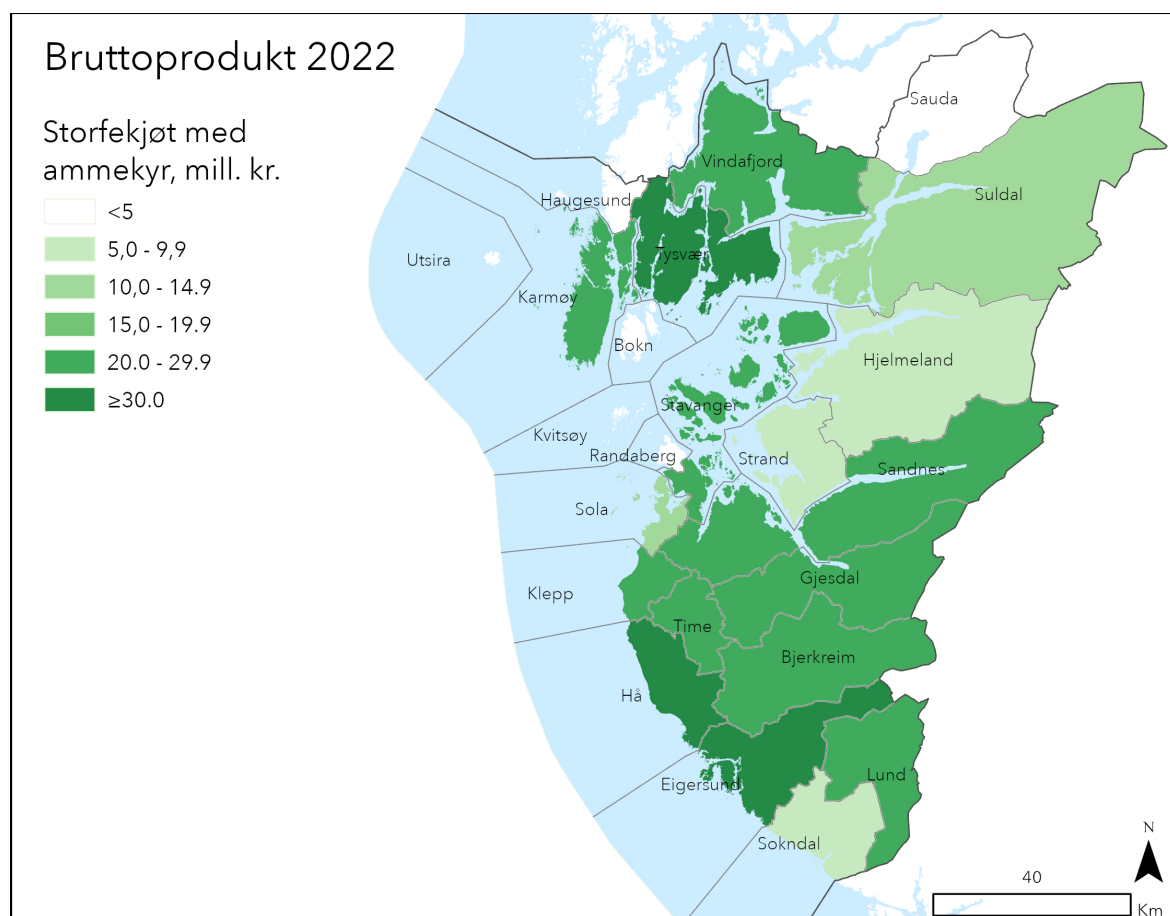 Bruttoprodukt 2022
Storfekjøt med
ammekyr, mill. kr.
<5
5,0 - 9,9
10,0 - 14.9
15,0 - 19.9
20.0 - 29.9
≥30.0
Sauda
Vindafjord
Suldal
Haugesund
Utsira
Tysvær
Karmøy
Bokn
Hjelmeland
Stavanger
Kvitsøy
Randaberg
Strand
Sandnes
Sola
Gjesdal
Klepp
Time
Bjerkreim
Hå
Eigersund
Lund
Sokndal
N
40
Km